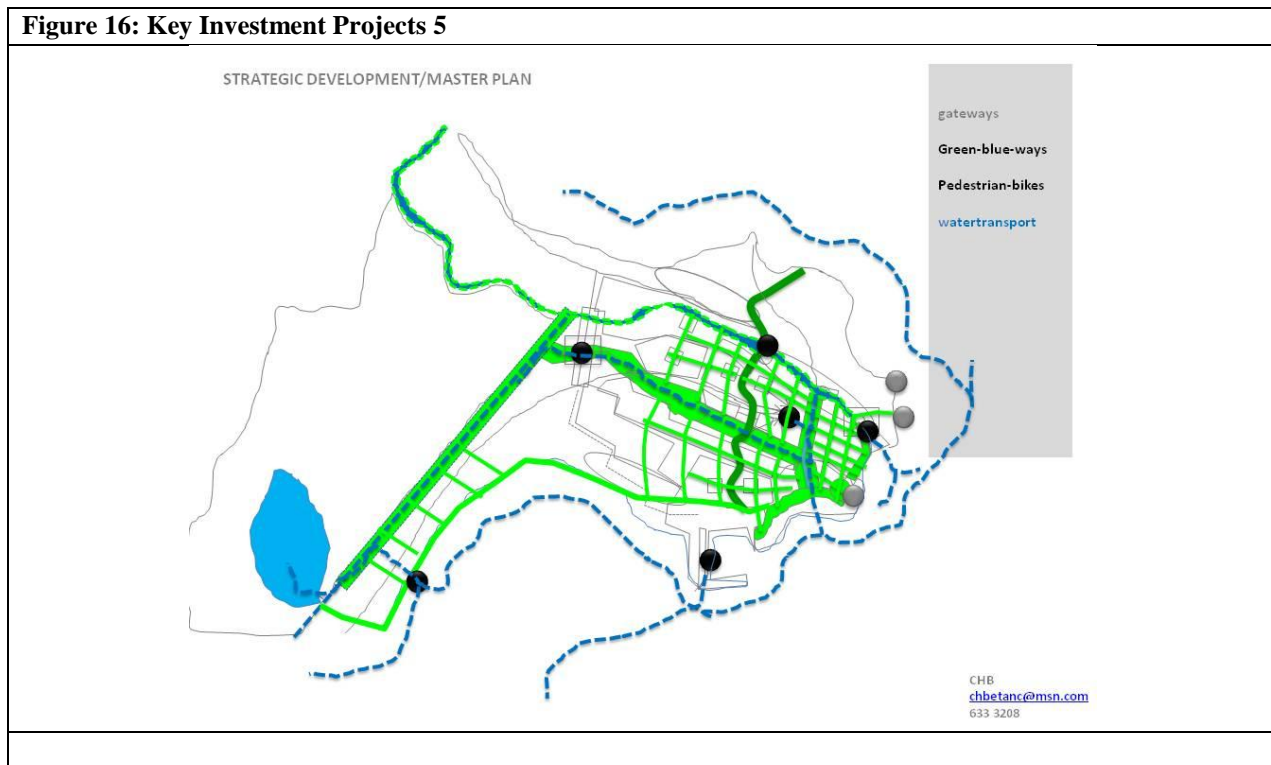 Figure 16: Key Investment Projects 5
STRATEGIC DEVELOPMENT/MASTER PLAN
gateways
Green-blue-ways
Pedestrian-bikes
watertransport
CHB
chbetanc@msn.com
633 3208